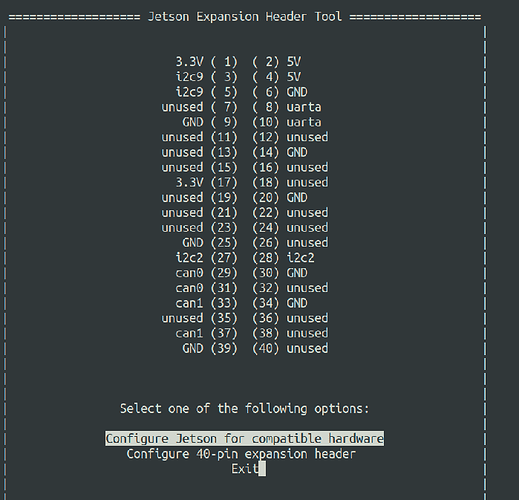 =================== Jetson Expansion Header Tool ===================
3.3V ( 1) ( 2) 5V
i2c9 ( 3) ( 4) 5V
i2c9 ( 5) ( 6) GND
unused ( 7) ( 8) uarta
GND ( 9) (10) uarta
unused (11) (12) unused
unused (13) (14) GND
unused (15) (16) unused
3.3V (17) (18) unused
unused (19) (20) GND
unused (21) (22) unused
unused (23) (24) unused
GND (25) (26) unused
i2c2 (27) (28) i2c2
can0 (29) (30) GND
can0 (31) (32) unused
can1 (33) (34) GND
unused (35) (36) unused
can1 (37) (38) unused
GND (39) (40) unused
Select one of the following options:
Configure Jetson for compatible hardware
Configure 40-pin expansion header
Exit